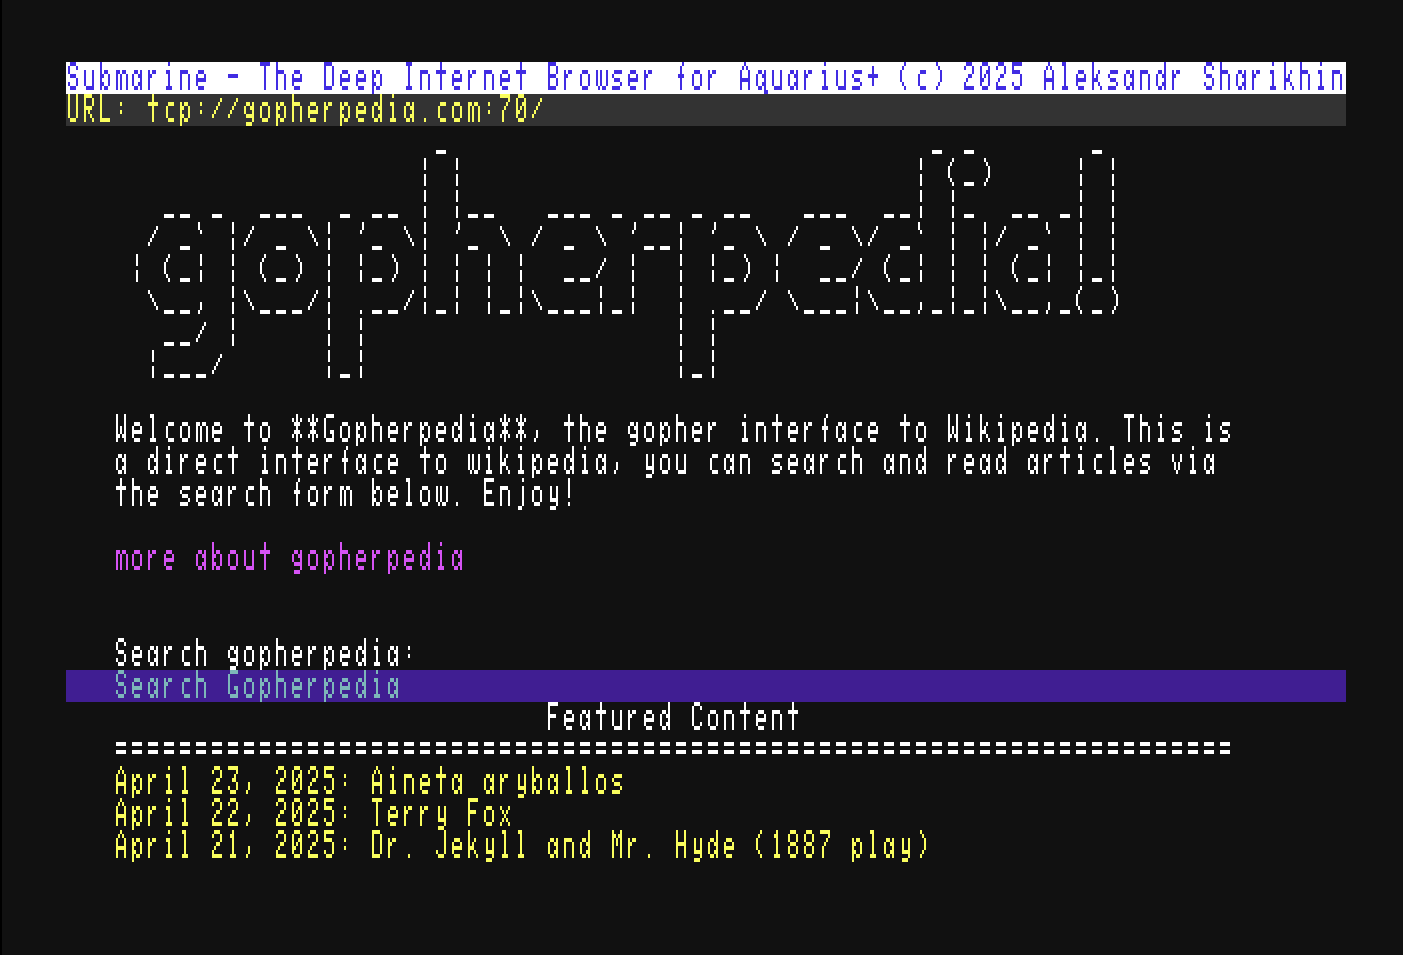 Submarine - The Deep Internet Browser for Aquarius+ (c) 2025 Aleksandr Sharikhin
URL: tcp://gopherpedia.com:70/
gopherpedia!
Welcome to **Gopherpedia**, the gopher interface to Wikipedia. This is
a direct interface to wikipedia, you can search and read articles via
the search form below. Enjoy!
more about gopherpedia
Search gopherpedia:
Search Gopherpedia
Featured Content
======================================================================
April 23, 2025: Aineta aryballos
April 22, 2025: Terry Fox
April 21, 2025: Dr. Jekyll and Mr. Hyde (1887 play)